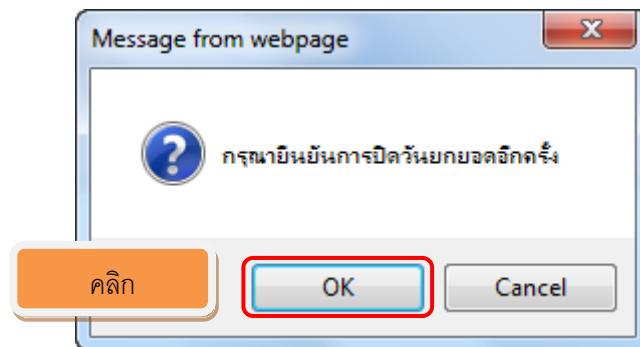 Message from webpage
กรุณายืนยันการปิดวันยกยอดอีกครั้ง
คลิก
OK
Cancel